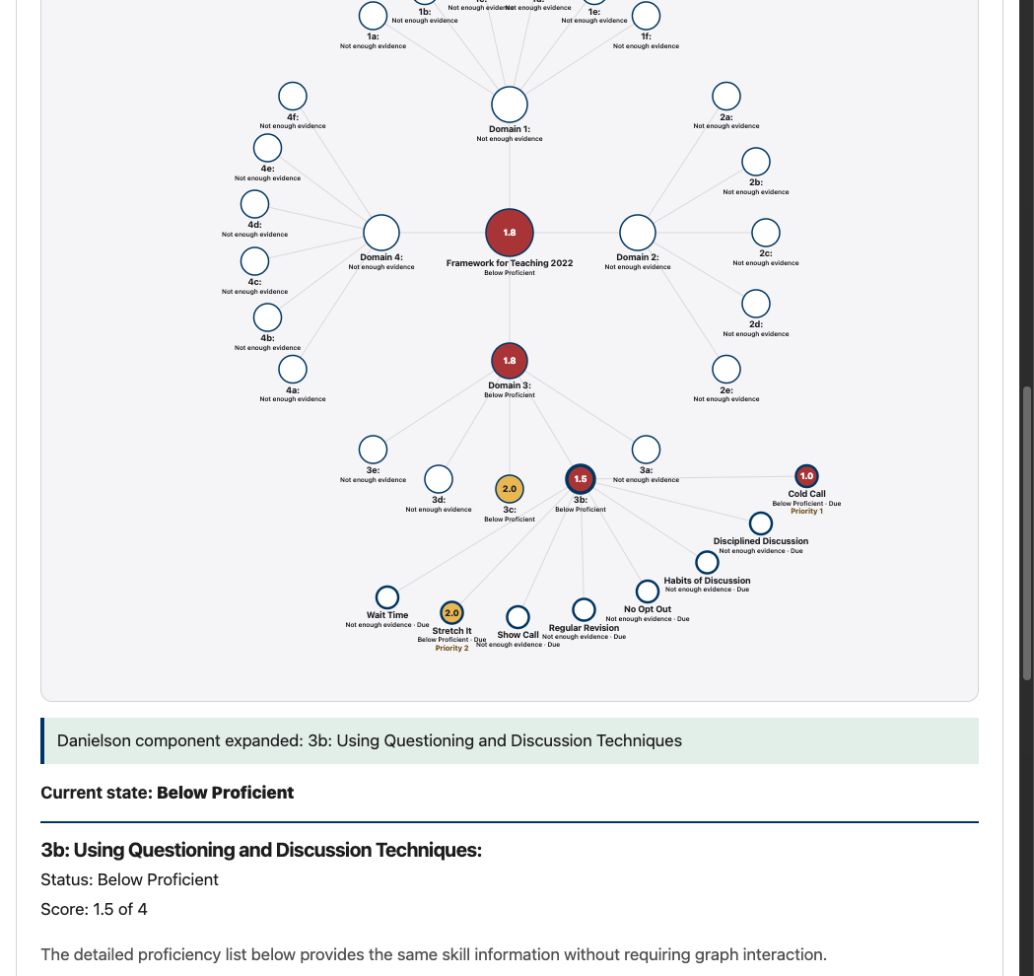 1b:
1e:
Not enough evidence
Not enough evidence
1a:
Not enough evidence
1f:
Not enough evidence
4f:
Not enough evidence
2a:
Not enough evidence
Domain 1:
Not enough evidence
4e:
Not enough evidence
2b:
Not enough evidence
4d:
Not enough evidence
1.8
Framework for Teaching 2022
Below Proficient
Domain 4:
Not enough evidence
Domain 2:
Not enough evidence
2c:
Not enough evidence
4c:
Not enough evidence
4b:
Not enough evidence
2d:
Not enough evidence
4a:
Not enough evidence
1.8
Domain 3:
Below Proficient
2e:
Not enough evidence
3e:
Not enough evidence
3d:
Not enough evidence
2.0
3c:
Below Proficient
1.5
3b:
Below Proficient
3a:
Not enough evidence
1.0
Cold Call
Below Proficient · Due
Priority 1
Disciplined Discussion
Not enough evidence · Due
Habits of Discussion
Not enough evidence · Due
No Opt Out
Not enough evidence · Due
Wait Time
Not enough evidence · Due
2.0
Stretch It
Below Proficient · Due
Priority 2
Show Call
Not enough evidence · Due
Regular Revision
Not enough evidence · Due
Danielson component expanded: 3b: Using Questioning and Discussion Techniques
Current state: Below Proficient
3b: Using Questioning and Discussion Techniques:
Status: Below Proficient
Score: 1.5 of 4
The detailed proficiency list below provides the same skill information without requiring graph interaction.